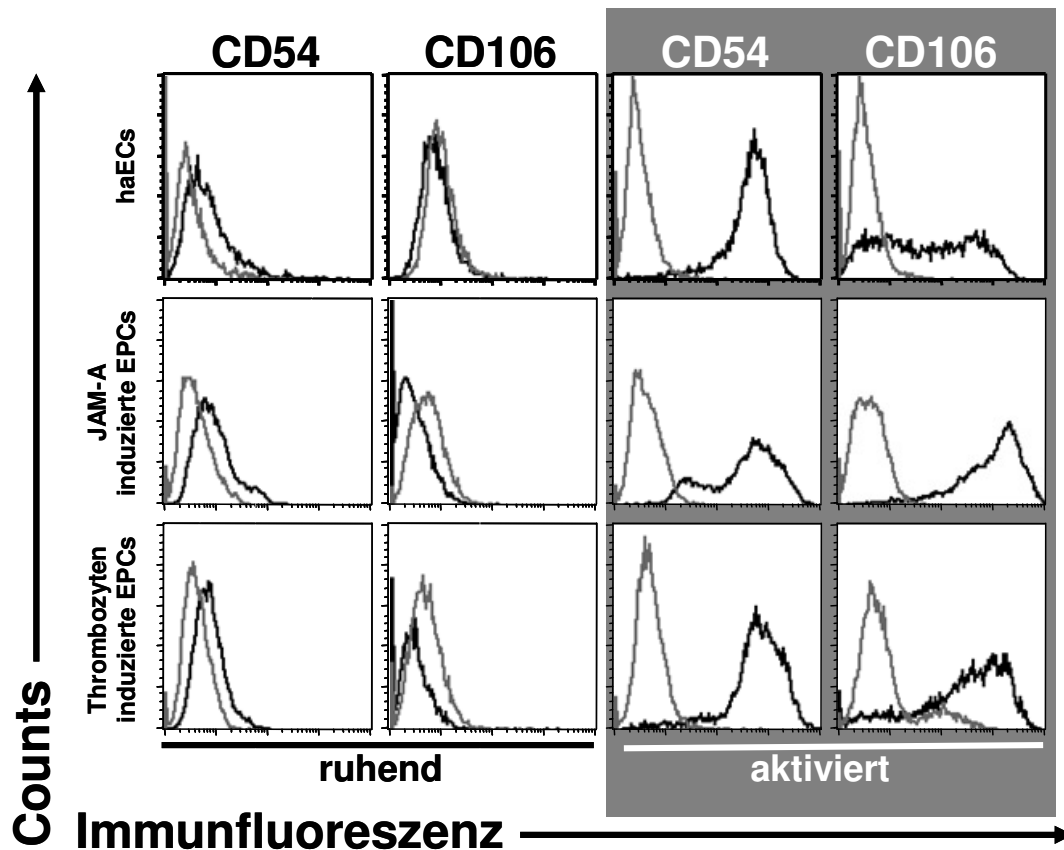 CD54 CD106 CD54 CD106
haECs
JAM-A
induzierte EPCs
Thrombozyten
induzierte EPCs
ruhend aktiviert
Counts
Immunfluoreszenz